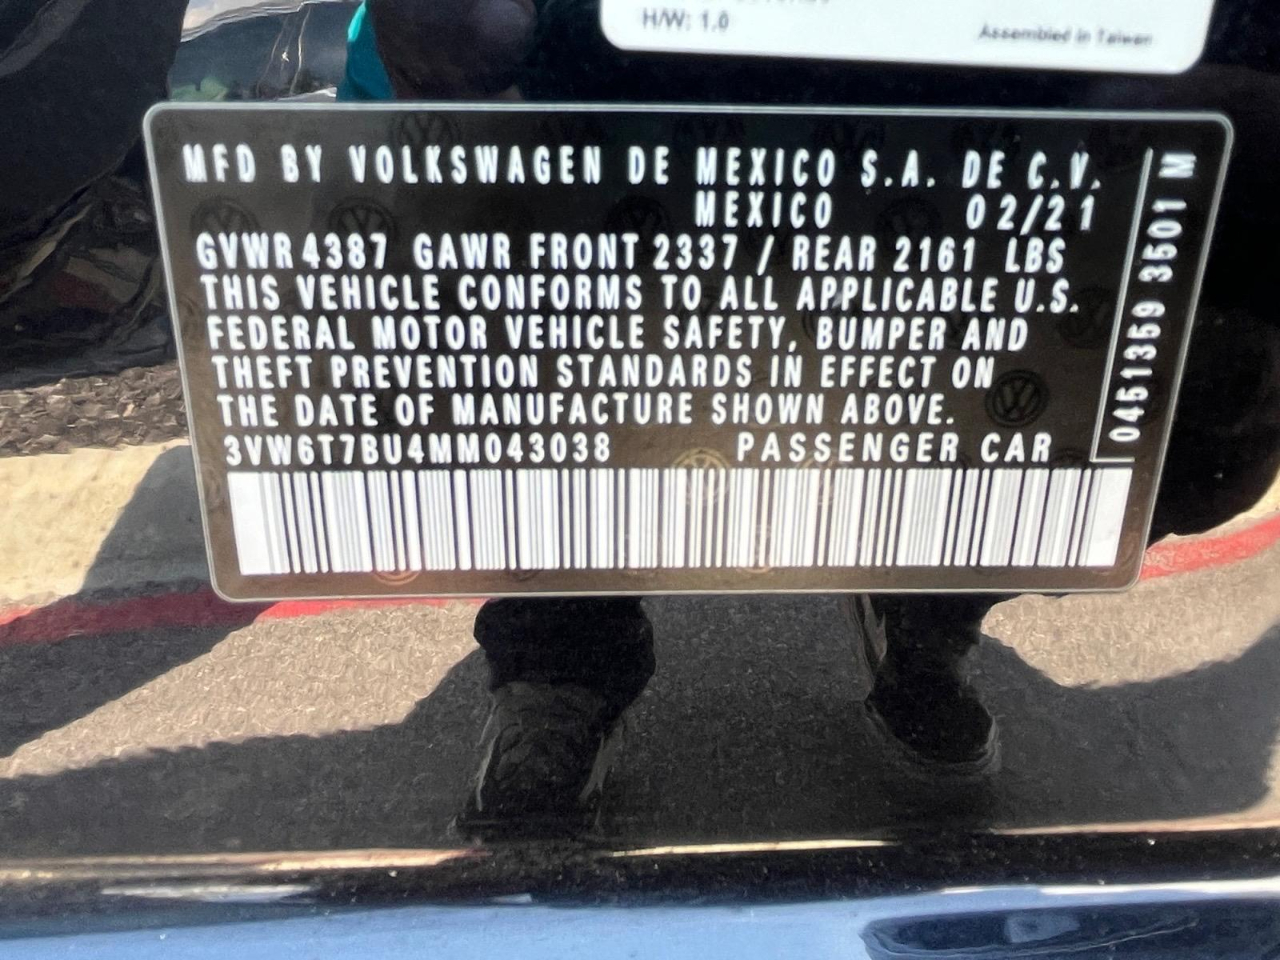 H/W: 1.0
Assembled in Taiwan
MFD BY VOLKSWAGEN DE MEXICO S.A. DE C.V.
MEXICO 02/21
GVWR 4387 GAWR FRONT 2337 / REAR 2161 LBS
THIS VEHICLE CONFORMS TO ALL APPLICABLE U.S.
FEDERAL MOTOR VEHICLE SAFETY, BUMPER AND
THEFT PREVENTION STANDARDS IN EFFECT ON
THE DATE OF MANUFACTURE SHOWN ABOVE.
3VW6T7BU4MM043038 PASSENGER CAR
0451359 3501 M